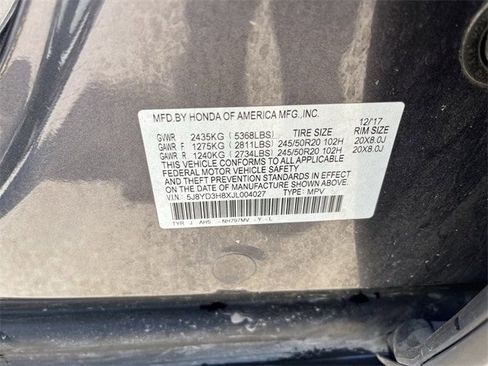 MFD.BY HONDA OF AMERICA MFG.,INC. 12/17
GVWR 2435KG (5368LBS) TIRE SIZE RIM SIZE
GAWR F 1275KG (2811LBS) 245/50R20 102H 20X8.0J
GAWR R 1240KG (2734LBS) 245/50R20 102H 20X8.0J
THIS VEHICLE CONFORMS TO ALL APPLICABLE
FEDERAL MOTOR VEHICLE SAFETY
AND THEFT PREVENTION STANDARDS IN EFFECT
ON THE DATE OF MANUFACTURE SHOWN ABOVE.
V.I.N: 5J8YD3H8XJL004027 TYPE: MPV
TYR J AHS - NH797MV - Y - L